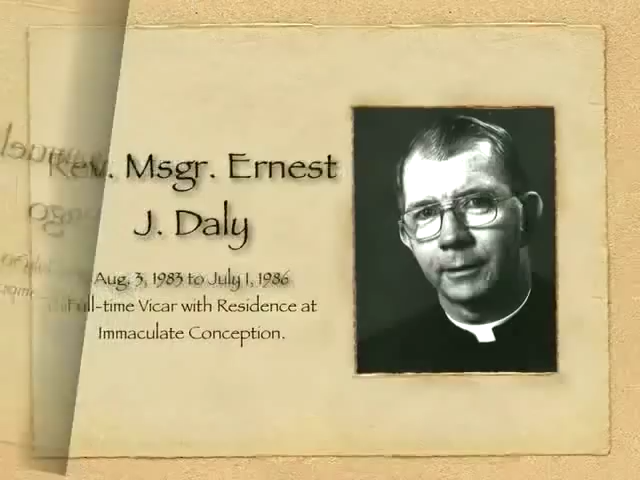 Rev. Msgr. Ernest
J. Daly
Aug. 3, 1983 to July 1, 1986
Full-time Vicar with Residence at
Immaculate Conception.